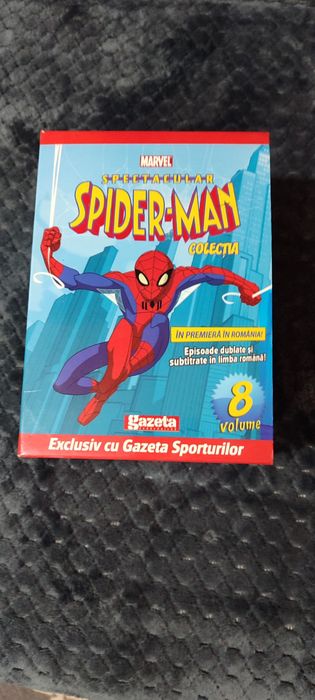 MARVEL
SPECTACULAR
SPIDER-MAN
COLECȚIA
ÎN PREMIERĂ ÎN ROMÂNIA!
Episoade dublate și
subtitrate în limba română!
8
volume
gazeta
Exclusiv cu Gazeta Sporturilor